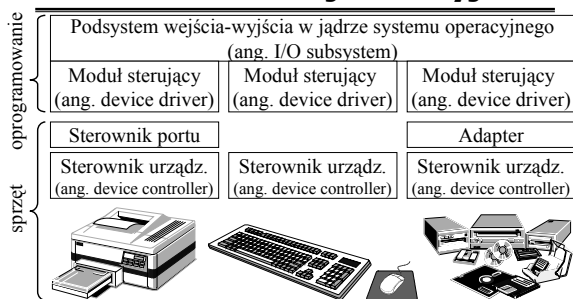 oprogramowanie
Podsystem wejścia-wyjścia w jądrze systemu operacyjnego
(ang. I/O subsystem)
Moduł sterujący
(ang. device driver)
Moduł sterujący
(ang. device driver)
Moduł sterujący
(ang. device driver)
sprzęt
Sterownik portu
Adapter
Sterownik urządz.
(ang. device controller)
Sterownik urządz.
(ang. device controller)
Sterownik urządz.
(ang. device controller)